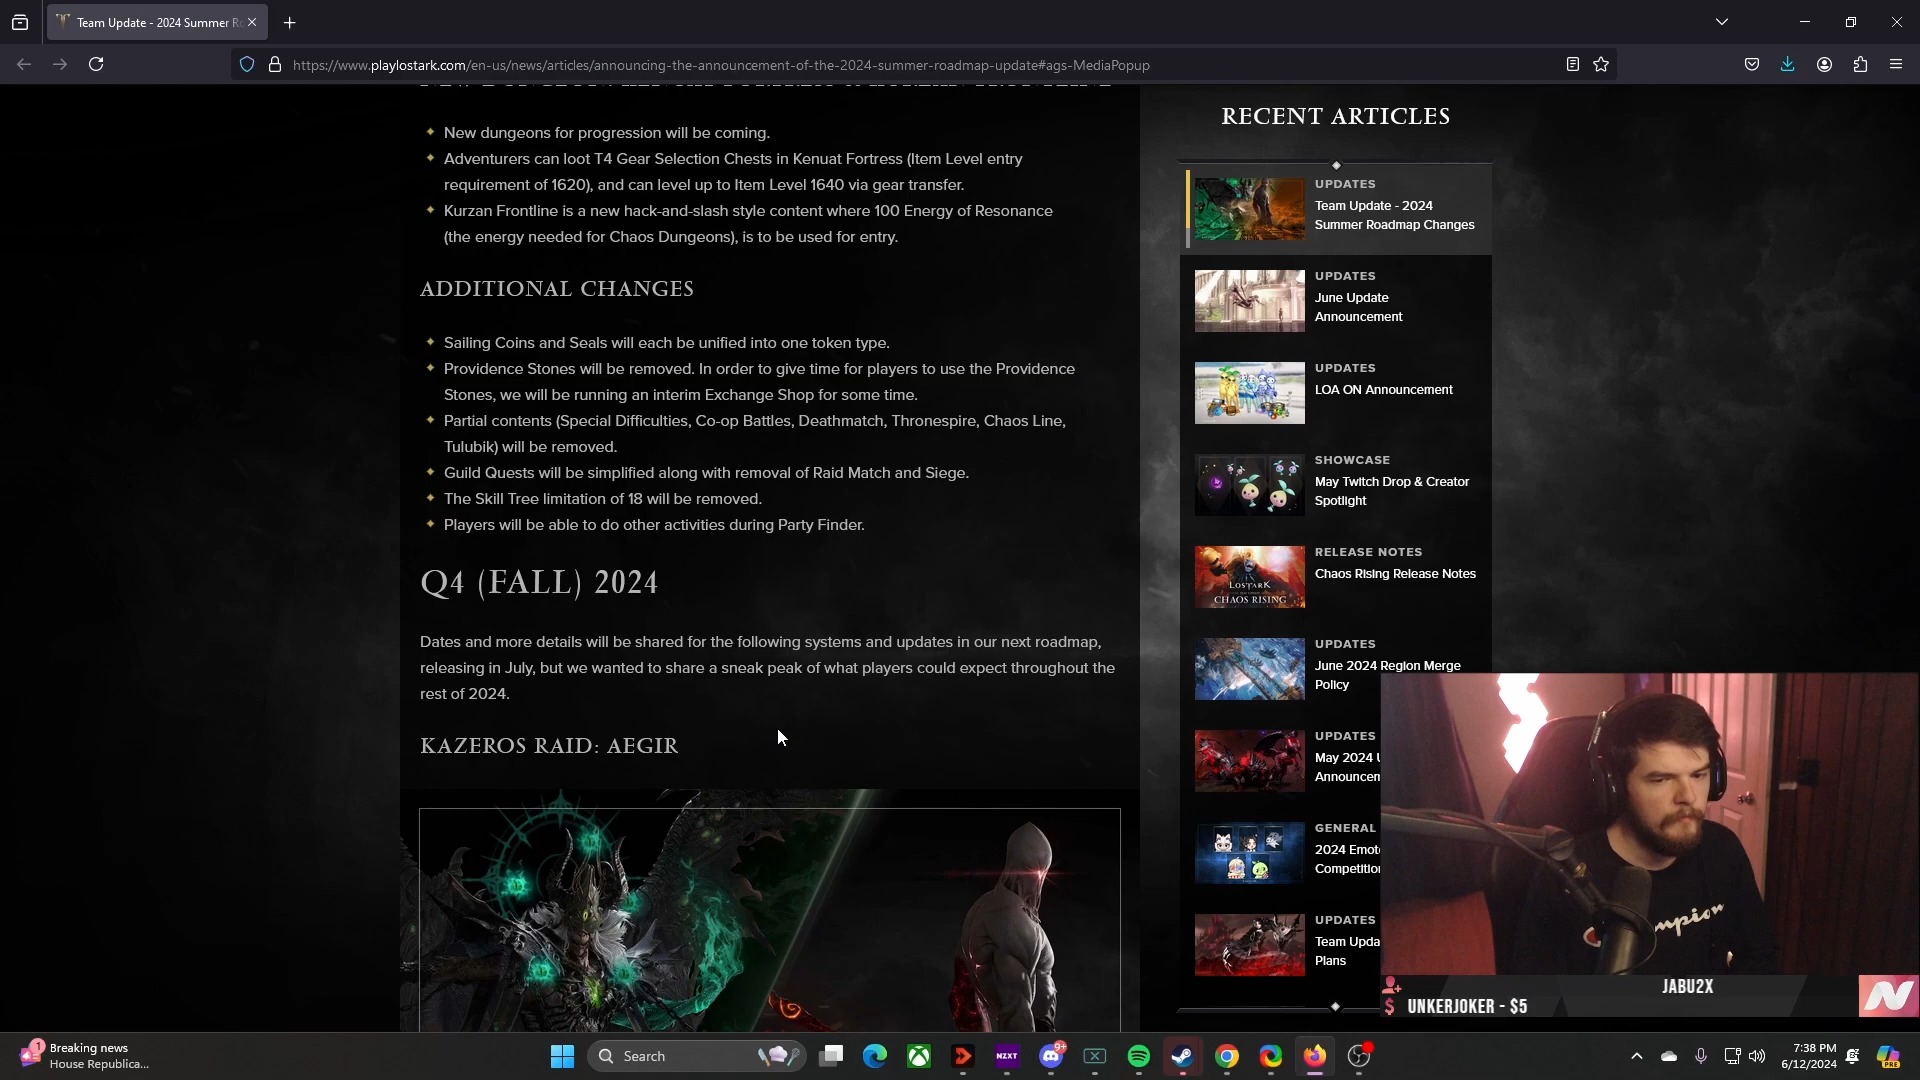 Team Update - 2024 Summer Ro
https://www.playlostark.com/en-us/news/articles/announcing-the-announcement-of-the-2024-summer-roadmap-update#ags-MediaPopup
New dungeons for progression will be coming.
Adventurers can loot T4 Gear Selection Chests in Kenuat Fortress (Item Level entry
requirement of 1620), and can level up to Item Level 1640 via gear transfer.
Kurzan Frontline is a new hack-and-slash style content where 100 Energy of Resonance
(the energy needed for Chaos Dungeons), is to be used for entry.
ADDITIONAL CHANGES
Sailing Coins and Seals will each be unified into one token type.
Providence Stones will be removed. In order to give time for players to use the Providence
Stones, we will be running an interim Exchange Shop for some time.
Partial contents (Special Difficulties, Co-op Battles, Deathmatch, Thronespire, Chaos Line,
Tulubik) will be removed.
Guild Quests will be simplified along with removal of Raid Match and Siege.
The Skill Tree limitation of 18 will be removed.
Players will be able to do other activities during Party Finder.
Q4 (FALL) 2024
Dates and more details will be shared for the following systems and updates in our next roadmap,
releasing in July, but we wanted to share a sneak peak of what players could expect throughout the
rest of 2024.
KAZEROS RAID: AEGIR
RECENT ARTICLES
UPDATES
Team Update - 2024
Summer Roadmap Changes
UPDATES
June Update
Announcement
UPDATES
LOA ON Announcement
SHOWCASE
May Twitch Drop & Creator
Spotlight
RELEASE NOTES
Chaos Rising Release Notes
LOST ARK
CHAOS RISING
UPDATES
June 2024 Region Merge
Policy
UPDATES
May 2024 U
Announcem
GENERAL
2024 Emot
Competitio
UPDATES
Team Upda
Plans
JABU2X
$ UNKERJOKER - $5
1
Breaking news
House Republica...
Search
NZXT
9+
7:38 PM
6/12/2024
PRE